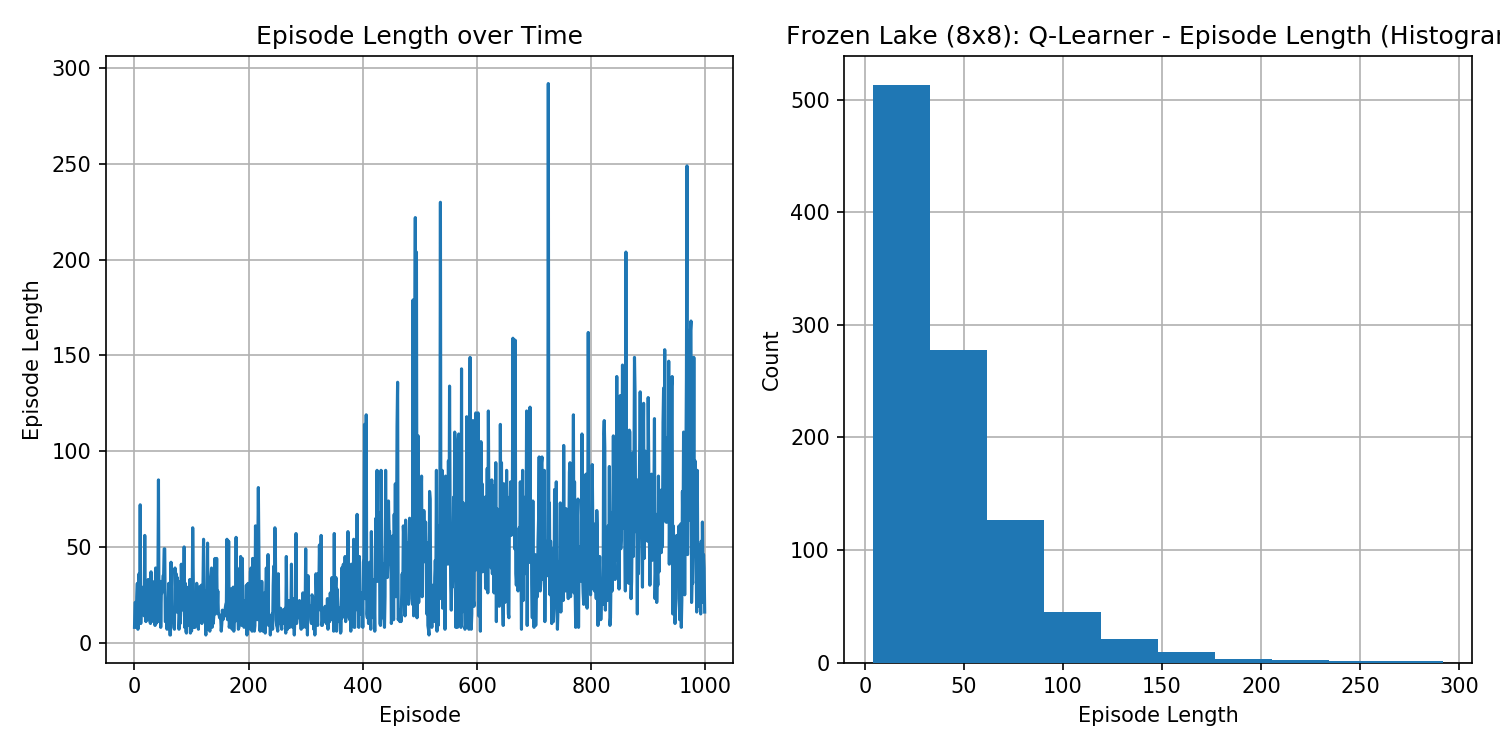 Episode Length over Time
300
250
200
150
100
50
0
Episode Length
0 200 400 600 800 1000
Episode
Frozen Lake (8x8): Q-Learner - Episode Length (Histogra
500
400
300
200
100
0
Count
0 50 100 150 200 250 300
Episode Length